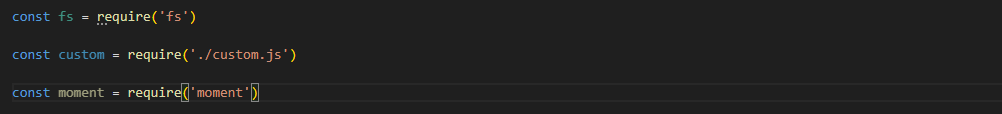 const fs = require('fs')
const custom = require('./custom.js')
const moment = require('moment')